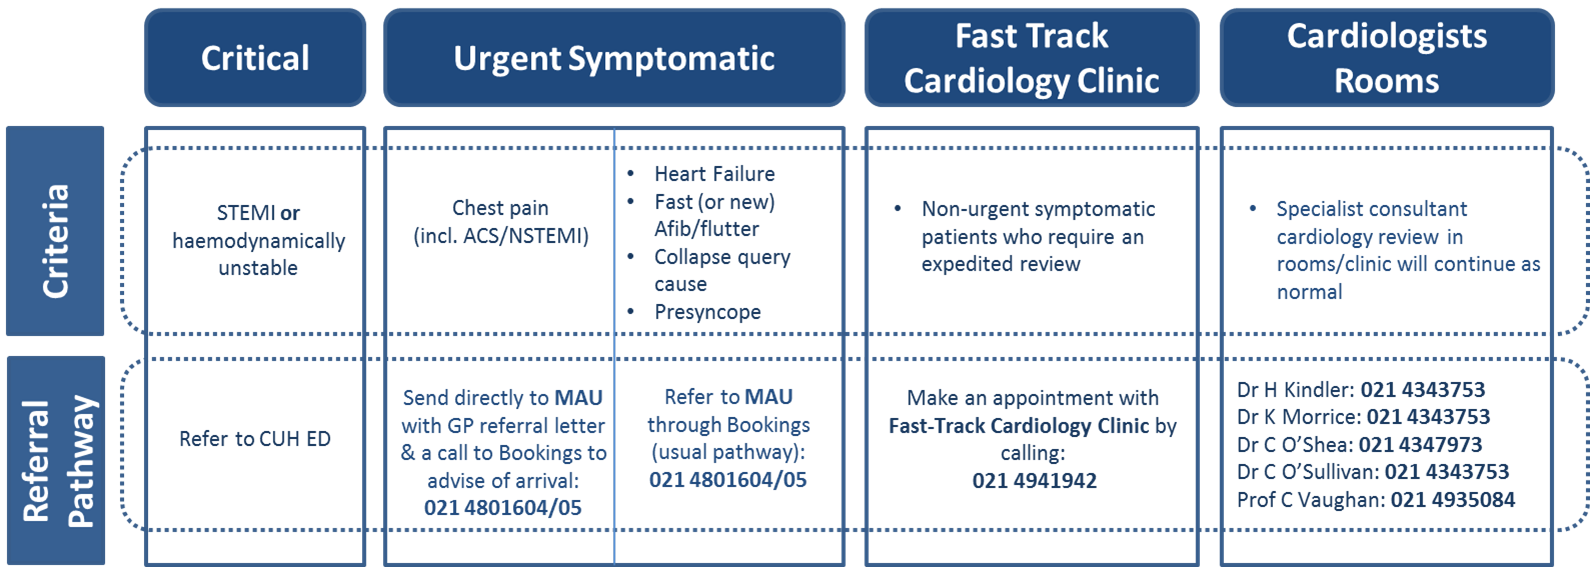 Critical
Urgent Symptomatic
Fast Track
Cardiology Clinic
Cardiologists
Rooms
Criteria
STEMI or
haemodynamically
unstable
Chest pain
(incl. ACS/NSTEMI)
• Heart Failure
• Fast (or new)
Afib/flutter
• Collapse query
cause
• Presyncope
• Non-urgent symptomatic
patients who require an
expedited review
• Specialist consultant
cardiology review in
rooms/clinic will continue as
normal
Referral
Pathway
Refer to CUH ED
Send directly to MAU
with GP referral letter
& a call to Bookings to
advise of arrival:
021 4801604/05
Refer to MAU
through Bookings
(usual pathway):
021 4801604/05
Make an appointment with
Fast-Track Cardiology Clinic by
calling:
021 4941942
Dr H Kindler: 021 4343753
Dr K Morrice: 021 4343753
Dr C O’Shea: 021 4347973
Dr C O’Sullivan: 021 4343753
Prof C Vaughan: 021 4935084